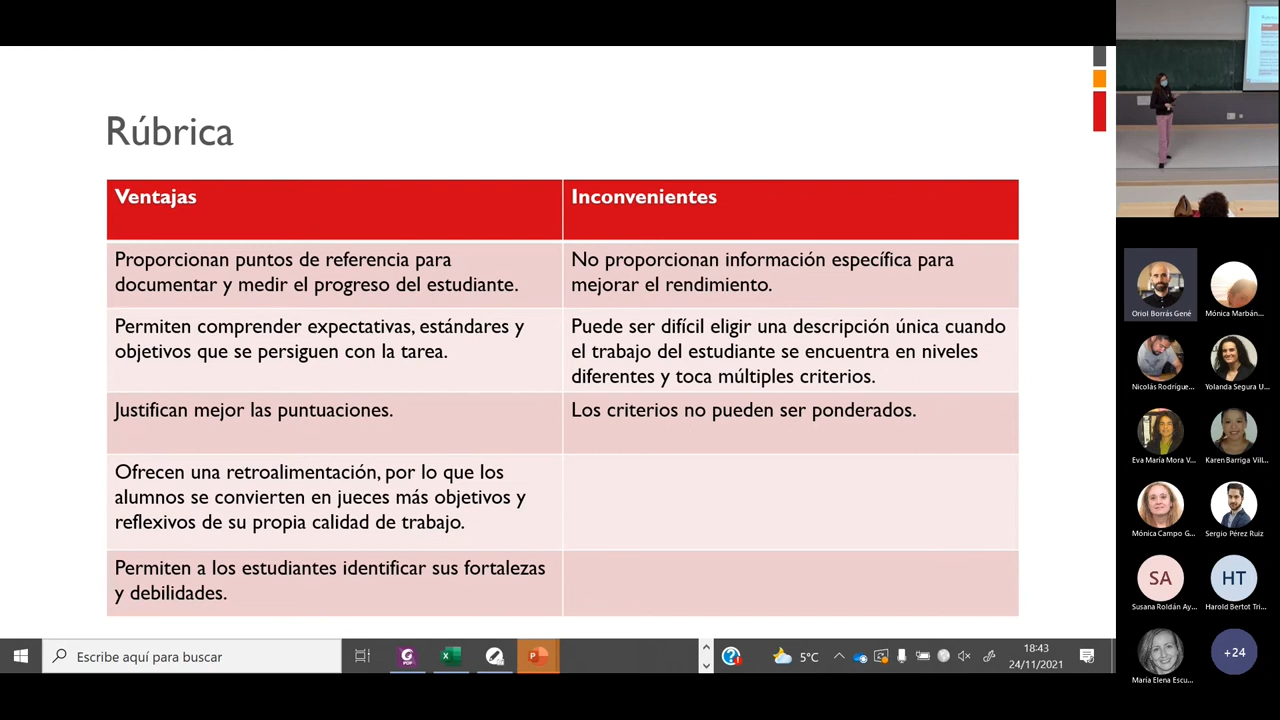 Rúbrica
Ventajas
Inconvenientes
Proporcionan puntos de referencia para
documentar y medir el progreso del estudiante.
No proporcionan información específica para
mejorar el rendimiento.
Permiten comprender expectativas, estándares y
objetivos que se persiguen con la tarea.
Puede ser difícil eligir una descripción única cuando
el trabajo del estudiante se encuentra en niveles
diferentes y toca múltiples criterios.
Justifican mejor las puntuaciones.
Los criterios no pueden ser ponderados.
Ofrecen una retroalimentación, por lo que los
alumnos se convierten en jueces más objetivos y
reflexivos de su propia calidad de trabajo.
Permiten a los estudiantes identificar sus fortalezas
y debilidades.
Escribe aquí para buscar
5°C
18:43
24/11/2021
Oriol Borrás Gené
Mónica Marbán...
Nicolás Rodrígue...
Yolanda Segura U...
Eva María Mora V...
Karen Barriga Vill...
Mónica Campo G...
Sergio Pérez Ruiz
SA
HT
Susana Roldán Ay...
Harold Bertot Tri...
+24
María Elena Escu...